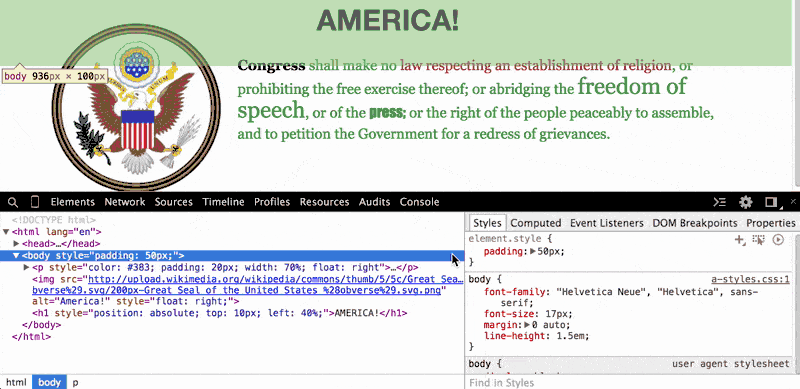 AMERICA!
Congress shall make no law respecting an establishment of religion, or
prohibiting the free exercise thereof; or abridging the freedom of
speech, or of the press; or the right of the people peaceably to assemble,
and to petition the Government for a redress of grievances.
body 936px × 100px
Elements Network Sources Timeline Profiles Resources Audits Console
<!DOCTYPE html>
▼<html lang="en">
▶<head>…</head>
▼<body style="padding: 50px;">
▶<p style="color: #383; padding: 20px; width: 70%; float: right">…</p>
<img src="http://upload.wikimedia.org/wikipedia/commons/thumb/5/5c/Great_Sea…
bverse%29.svg/200px-Great_Seal_of_the_United_States_%28obverse%29.svg.png"
alt="America!" style="float: right;">
<h1 style="position: absolute; top: 10px; left: 40%;">AMERICA!</h1>
</body>
</html>
html body p
Styles Computed Event Listeners DOM Breakpoints Properties
element.style {
padding:▶50px;
}
body { a-styles.css:1
font-family: "Helvetica Neue", "Helvetica", sans-
serif;
font-size: 17px;
margin:▶0 auto;
line-height: 1.5em;
}
body { user agent stylesheet
Find in Styles